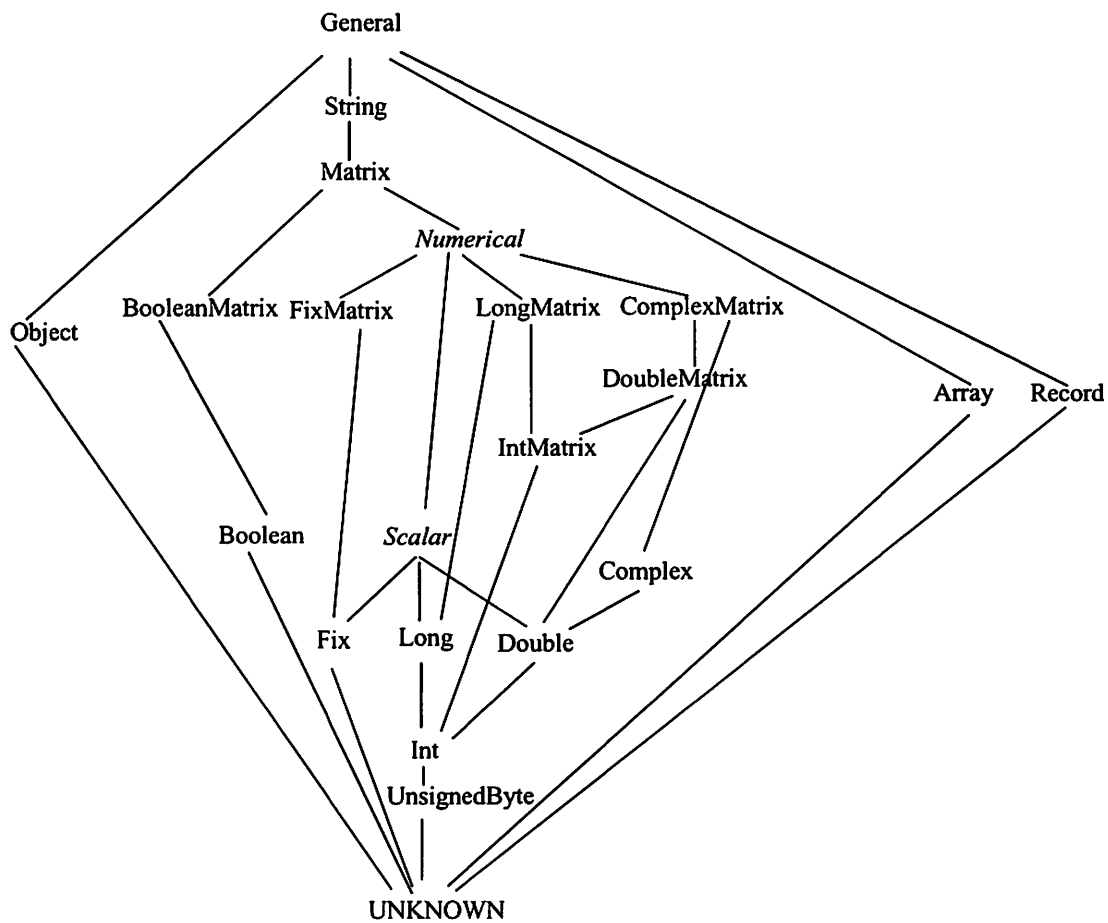 General
String
Matrix
Numerical
BooleanMatrix
FixMatrix
LongMatrix
ComplexMatrix
Object
DoubleMatrix
Array
Record
IntMatrix
Boolean
Scalar
Complex
Fix
Long
Double
Int
UnsignedByte
UNKNOWN